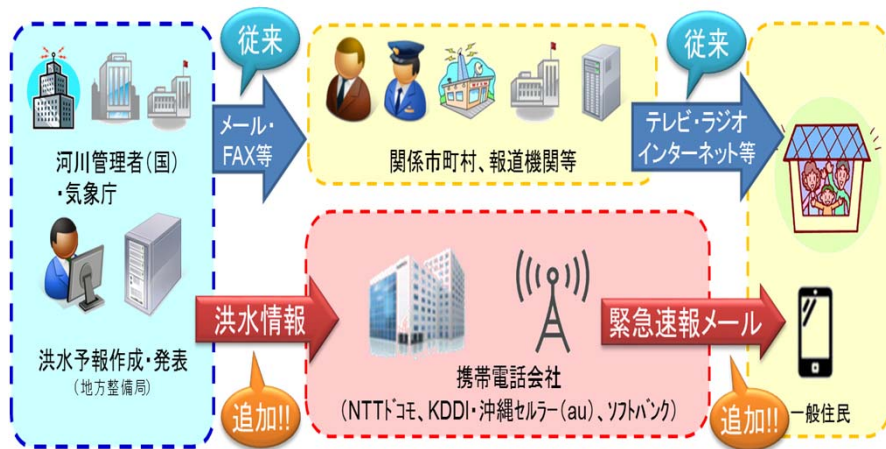 従来
メール・
FAX等
河川管理者(国)
・気象庁
関係市町村、報道機関等
従来
テレビ・ラジオ
インターネット等
洪水予報作成・発表
(地方整備局)
洪水情報
追加!!
携帯電話会社
(NTTドコモ、KDDI・沖縄セルラー(au)、ソフトバンク)
緊急速報メール
追加!!
一般住民